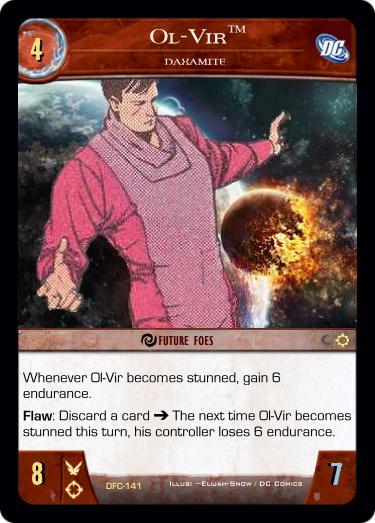 4
OL-VIR™
DAXAMITE
DC
FUTURE FOES
Whenever Ol-Vir becomes stunned, gain 6
endurance.
Flaw: Discard a card ➔ The next time Ol-Vir becomes
stunned this turn, his controller loses 6 endurance.
8
DFC-141
ILLUS: ~ELIJAH-SNOW / DC COMICS
7